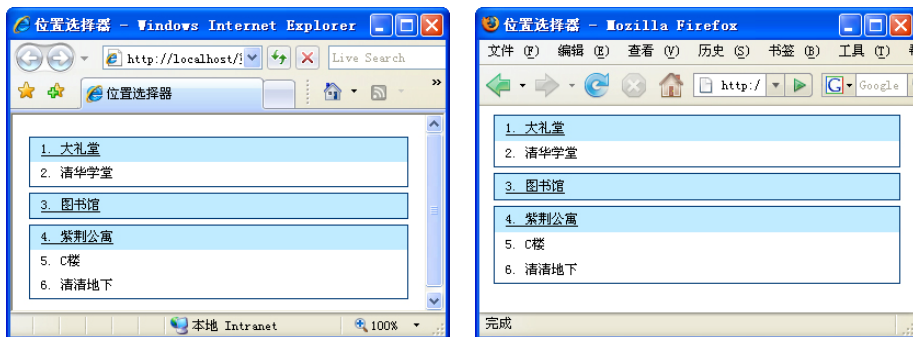 位置选择器 - Windows Internet Explorer
http://localhost/
Live Search
位置选择器
1. 大礼堂
2. 清华学堂
3. 图书馆
4. 紫荆公寓
5. C楼
6. 清清地下
本地 Intranet
100%
位置选择器 - Mozilla Firefox
文件 (F) 编辑 (E) 查看 (V) 历史 (S) 书签 (B) 工具 (T)
http:/
G Google
1. 大礼堂
2. 清华学堂
3. 图书馆
4. 紫荆公寓
5. C楼
6. 清清地下
完成